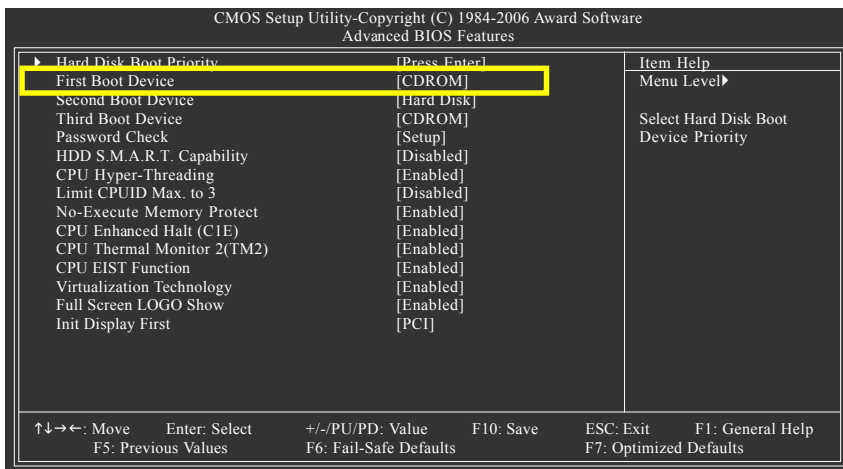 CMOS Setup Utility-Copyright (C) 1984-2006 Award Software
Advanced BIOS Features
Hard Disk Boot Priority [Press Enter]
First Boot Device [CDROM]
Second Boot Device [Hard Disk]
Third Boot Device [CDROM]
Password Check [Setup]
HDD S.M.A.R.T. Capability [Disabled]
CPU Hyper-Threading [Enabled]
Limit CPUID Max. to 3 [Disabled]
No-Execute Memory Protect [Enabled]
CPU Enhanced Halt (C1E) [Enabled]
CPU Thermal Monitor 2(TM2) [Enabled]
CPU EIST Function [Enabled]
Virtualization Technology [Enabled]
Full Screen LOGO Show [Enabled]
Init Display First [PCI]
Item Help
Menu Level▶
Select Hard Disk Boot
Device Priority
↑↓→←: Move Enter: Select +/-/PU/PD: Value F10: Save ESC: Exit F1: General Help
F5: Previous Values F6: Fail-Safe Defaults F7: Optimized Defaults